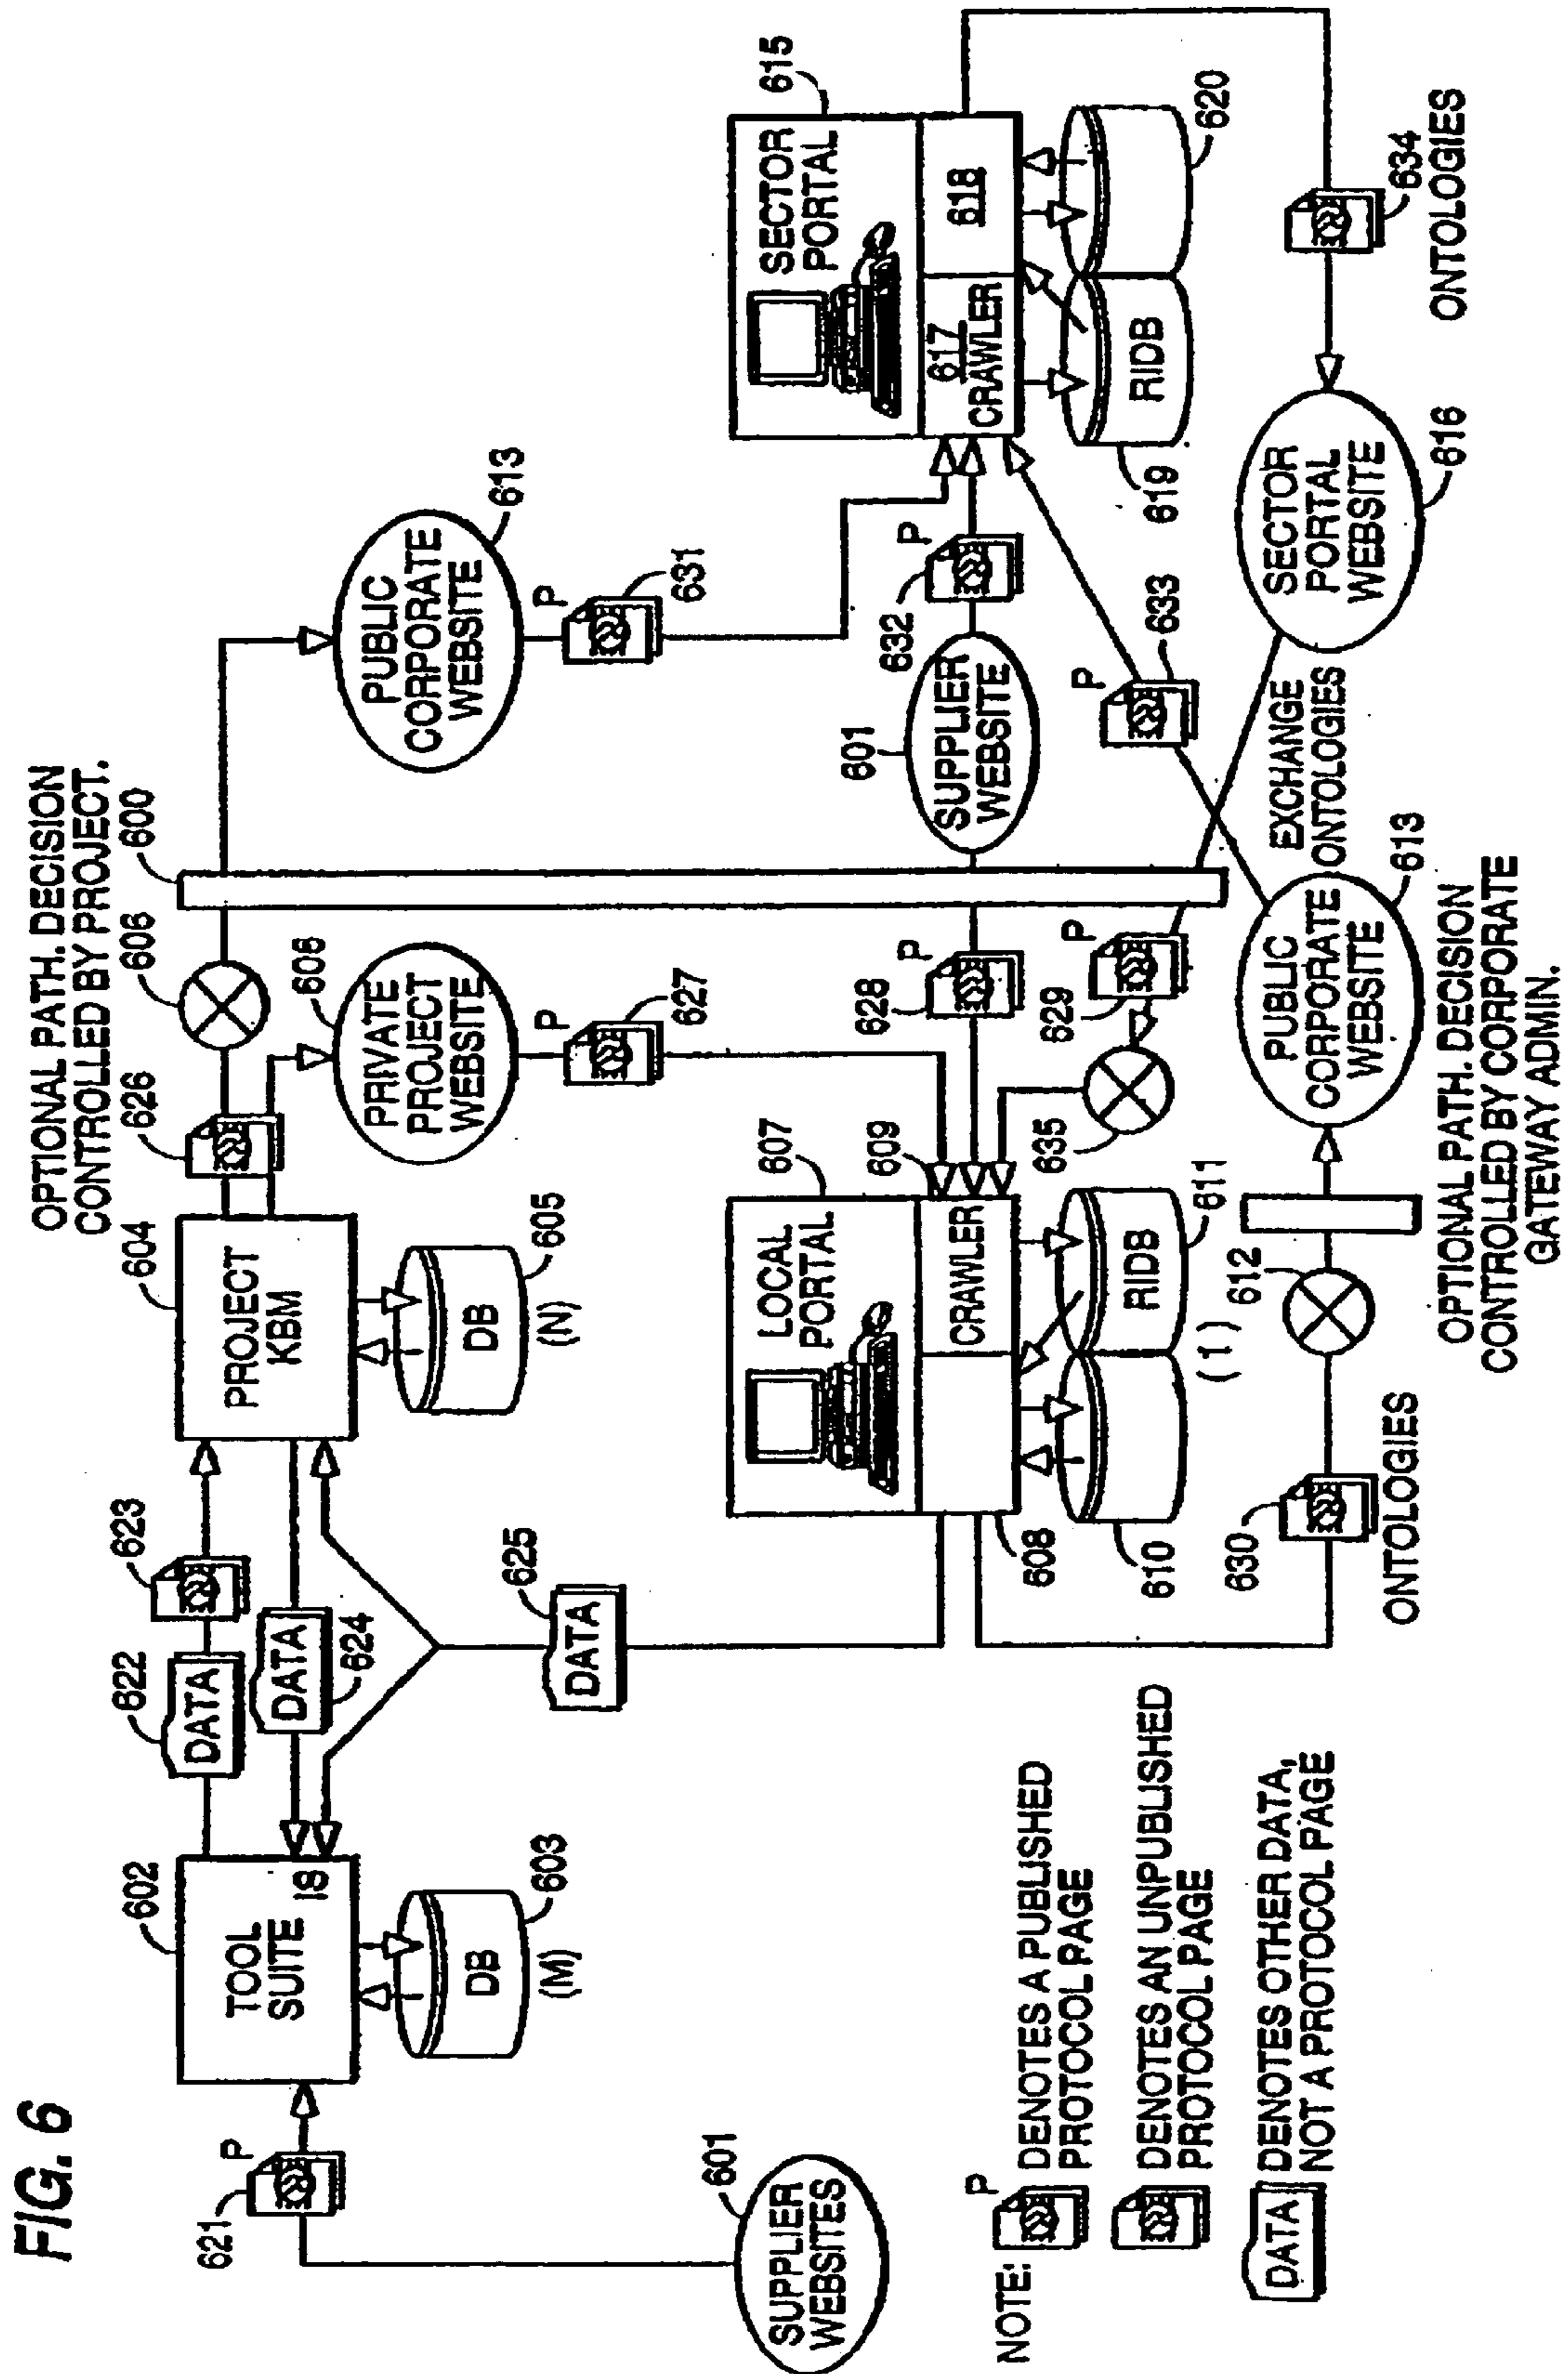 FIG. 6
OPTIONAL PATH. DECISION
CONTROLLED BY PROJECT.
621
P
602
TOOL
SUITE
IS
603
DB
(M)
601
SUPPLIER
WEBSITES
622
DATA
623
DATA
624
625
DATA
604
PROJECT
KBM
605
DB
(N)
626
606
600
606
PRIVATE
PROJECT
WEBSITE
P
627
613
PUBLIC
CORPORATE
WEBSITE
P
631
607
LOCAL
PORTAL
609
CRAWLER
608
610
RIDB
611
(1)
628
P
629
P
635
601
SUPPLIER
WEBSITE
632
P
P
633
615
SECTOR
PORTAL
617
CRAWLER
618
RIDB
619
620
630
ONTOLOGIES
612
PUBLIC
CORPORATE
WEBSITE
613
EXCHANGE
ONTOLOGIES
SECTOR
PORTAL
WEBSITE
616
634
ONTOLOGIES
OPTIONAL PATH. DECISION
CONTROLLED BY CORPORATE
GATEWAY ADMIN.
NOTE:
P
DENOTES A PUBLISHED
PROTOCOL PAGE
DENOTES AN UNPUBLISHED
PROTOCOL PAGE
DATA
DENOTES OTHER DATA,
NOT A PROTOCOL PAGE